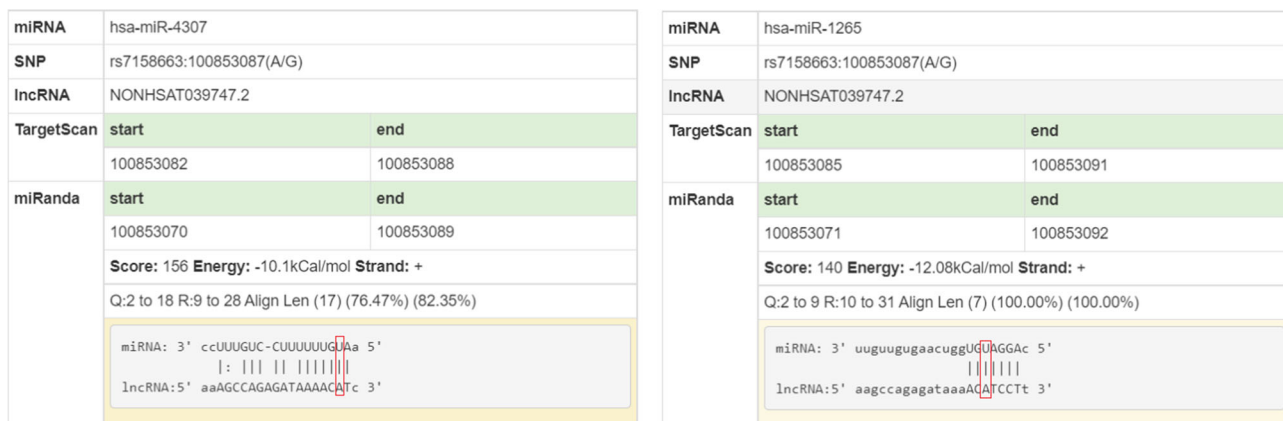 miRNA hsa-miR-4307
SNP rs7158663:100853087(A/G)
lncRNA NONHSAT039747.2
TargetScan start end
100853082 100853088
miRanda start end
100853070 100853089
Score: 156 Energy: -10.1kCal/mol Strand: +
Q:2 to 18 R:9 to 28 Align Len (17) (76.47%) (82.35%)
miRNA: 3' ccUUUGUC-CUUUUUUGUAa 5'
|: ||| || |||||||
lncRNA:5' aaAGCCAGAGATAAAACATc 3'
miRNA hsa-miR-1265
SNP rs7158663:100853087(A/G)
lncRNA NONHSAT039747.2
TargetScan start end
100853085 100853091
miRanda start end
100853071 100853092
Score: 140 Energy: -12.08kCal/mol Strand: +
Q:2 to 9 R:10 to 31 Align Len (7) (100.00%) (100.00%)
miRNA: 3' uuguugugaacuggUGUAGGAc 5'
|||||||
lncRNA:5' aagccagagataaaACATCCTt 3'